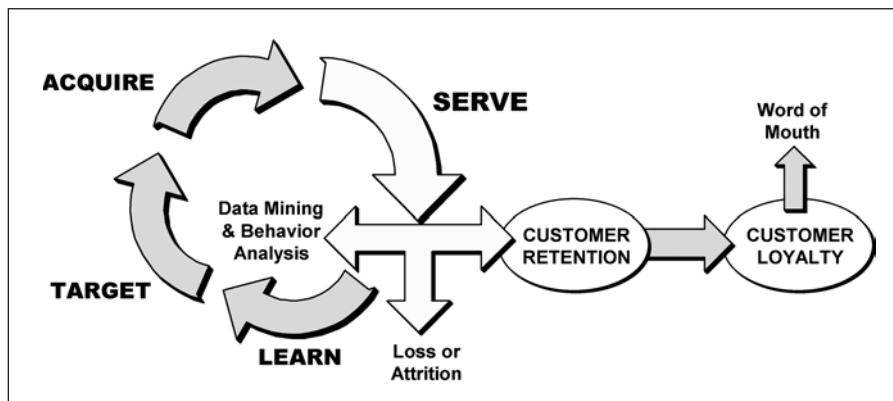 ACQUIRE
SERVE
Word of
Mouth
Data Mining
& Behavior
Analysis
CUSTOMER
RETENTION
CUSTOMER
LOYALTY
TARGET
LEARN
Loss or
Attrition